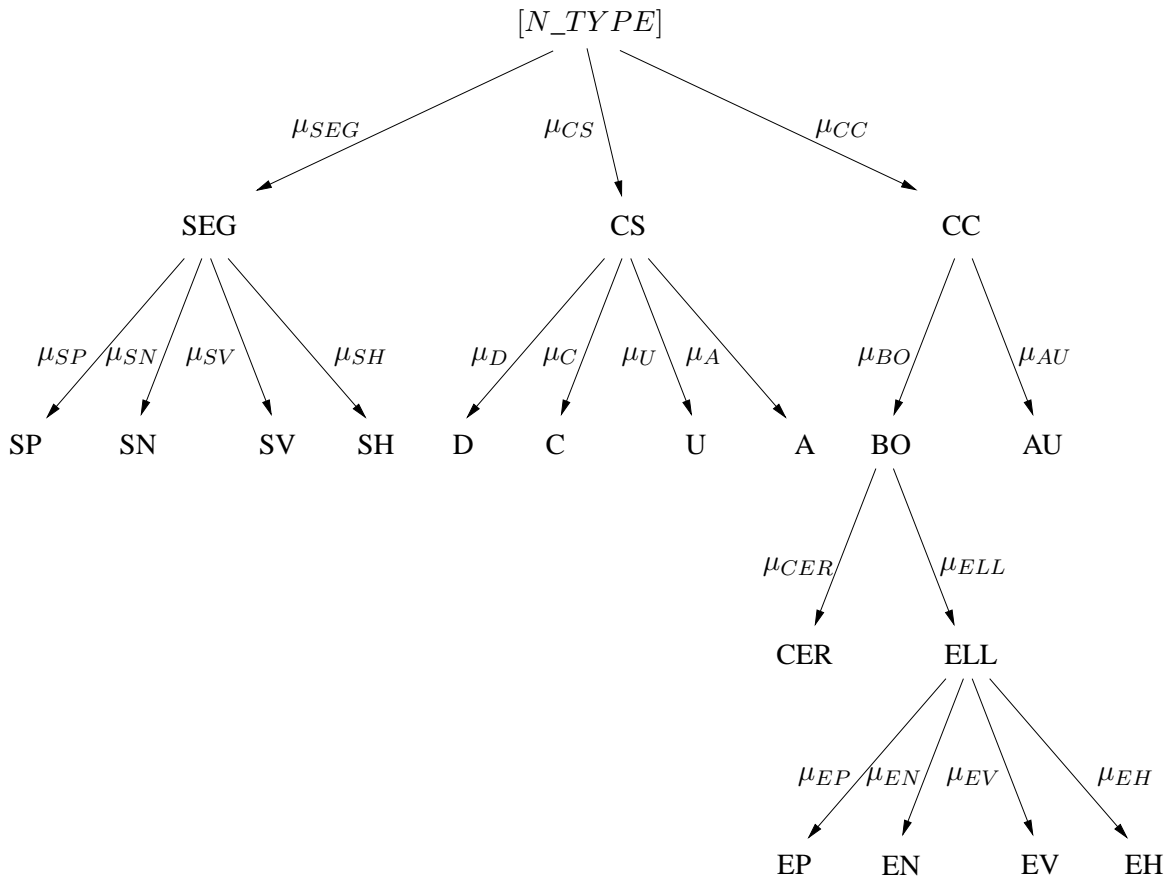 [N_TYPE]
μSEG μCS μCC
SEG CS CC
μSP μSN μSV μSH μD μC μU μA μBO μAU
SP SN SV SH D C U A BO AU
μCER μELL
CER ELL
μEP μEN μEV μEH
EP EN EV EH